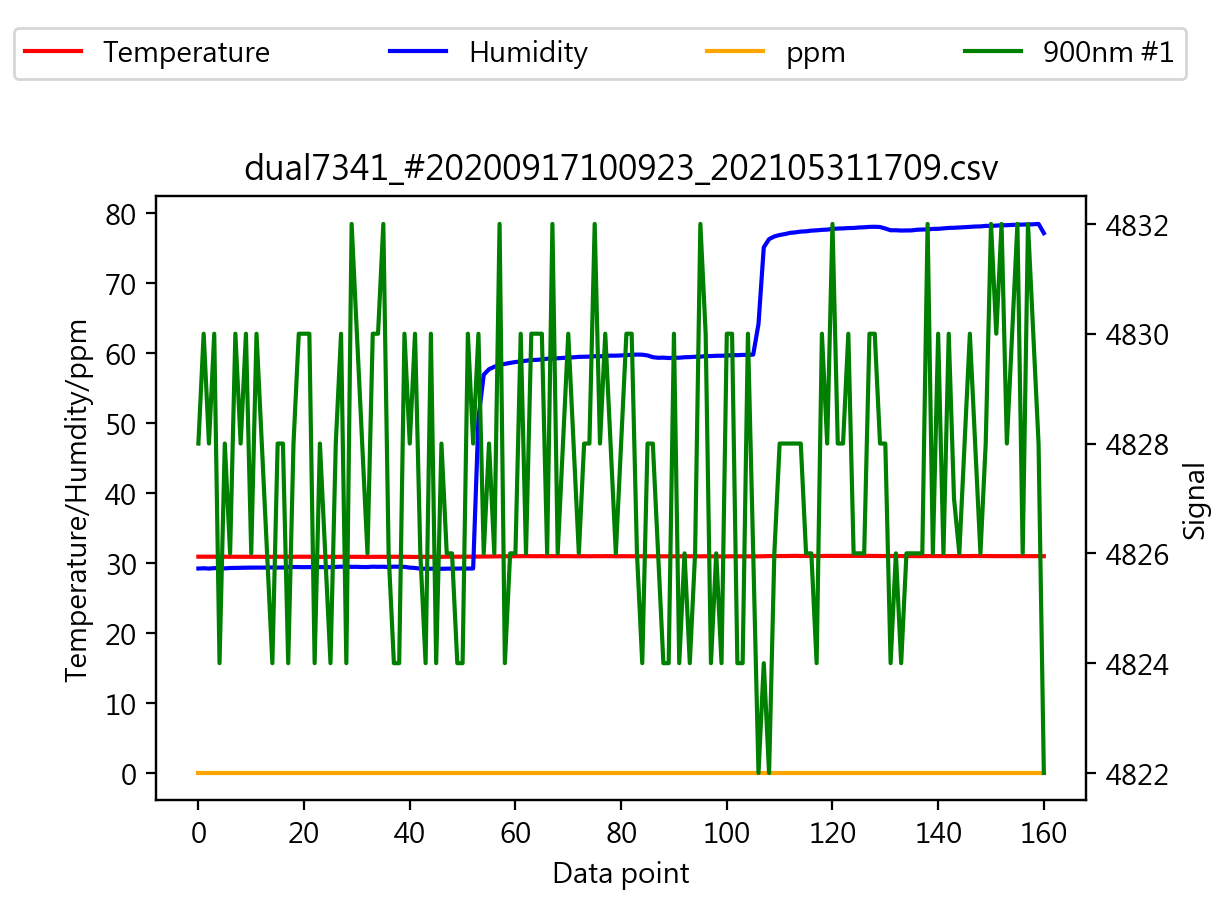 Temperature Humidity ppm 900nm #1
dual7341_#20200917100923_202105311709.csv
Temperature/Humdity/ppm
80
70
60
50
40
30
20
10
0
4832
4830
4828
4826
4824
4822
Signal
0 20 40 60 80 100 120 140 160
Data point